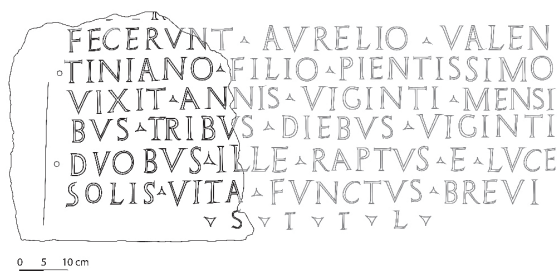 FECERVNT · AVRELIO · VALEN
TINIANO · FILIO · PIENTISSIMO
VIXIT · ANNIS · VIGINTI · MENSI
BVS · TRIBVS · DIEBVS · VIGINTI
DVOBVS · ILLE · RAPTVS · E · LVCE
SOLIS · VITA · FVNCTVS · BREVI
S · T · T · L
0 5 10 cm